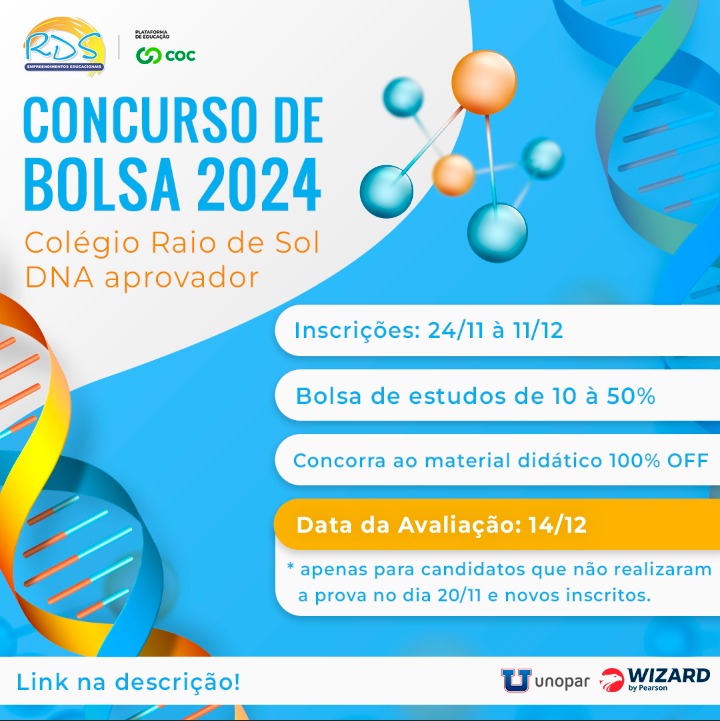 RDS
EMPREENDIMENTOS EDUCACIONAIS
PLATAFORMA
DE EDUCAÇÃO
COC
CONCURSO DE
BOLSA 2024
Colégio Raio de Sol
DNA aprovador
Inscrições: 24/11 à 11/12
Bolsa de estudos de 10 à 50%
Concorra ao material didático 100% OFF
Data da Avaliação: 14/12
* apenas para candidatos que não realizaram
a prova no dia 20/11 e novos inscritos.
Link na descrição!
unopar
WIZARD
by Pearson